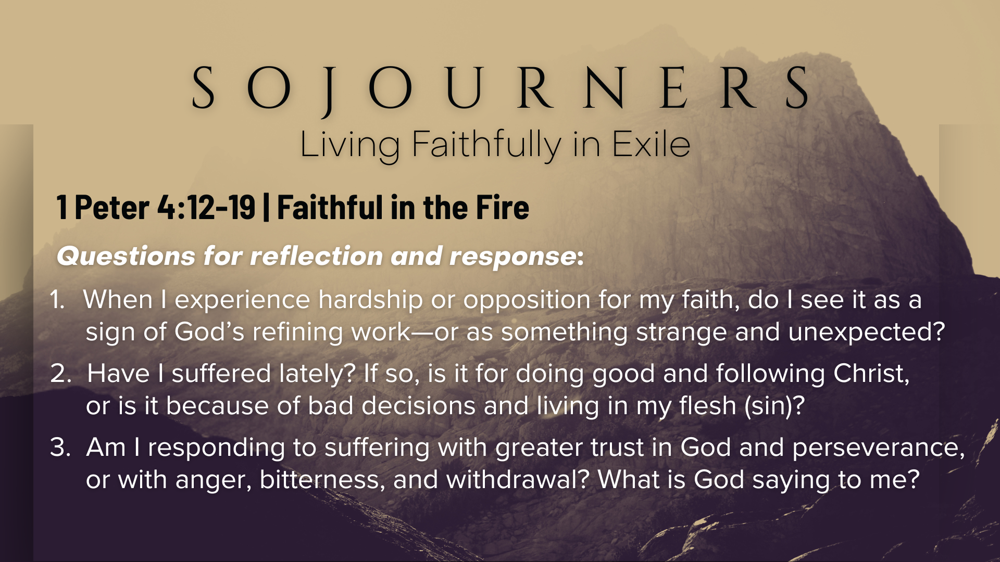 SOJOURNERS
Living Faithfully in Exile
1 Peter 4:12-19 | Faithful in the Fire
Questions for reflection and response:
1. When I experience hardship or opposition for my faith, do I see it as a
sign of God’s refining work—or as something strange and unexpected?
2. Have I suffered lately? If so, is it for doing good and following Christ,
or is it because of bad decisions and living in my flesh (sin)?
3. Am I responding to suffering with greater trust in God and perseverance,
or with anger, bitterness, and withdrawal? What is God saying to me?